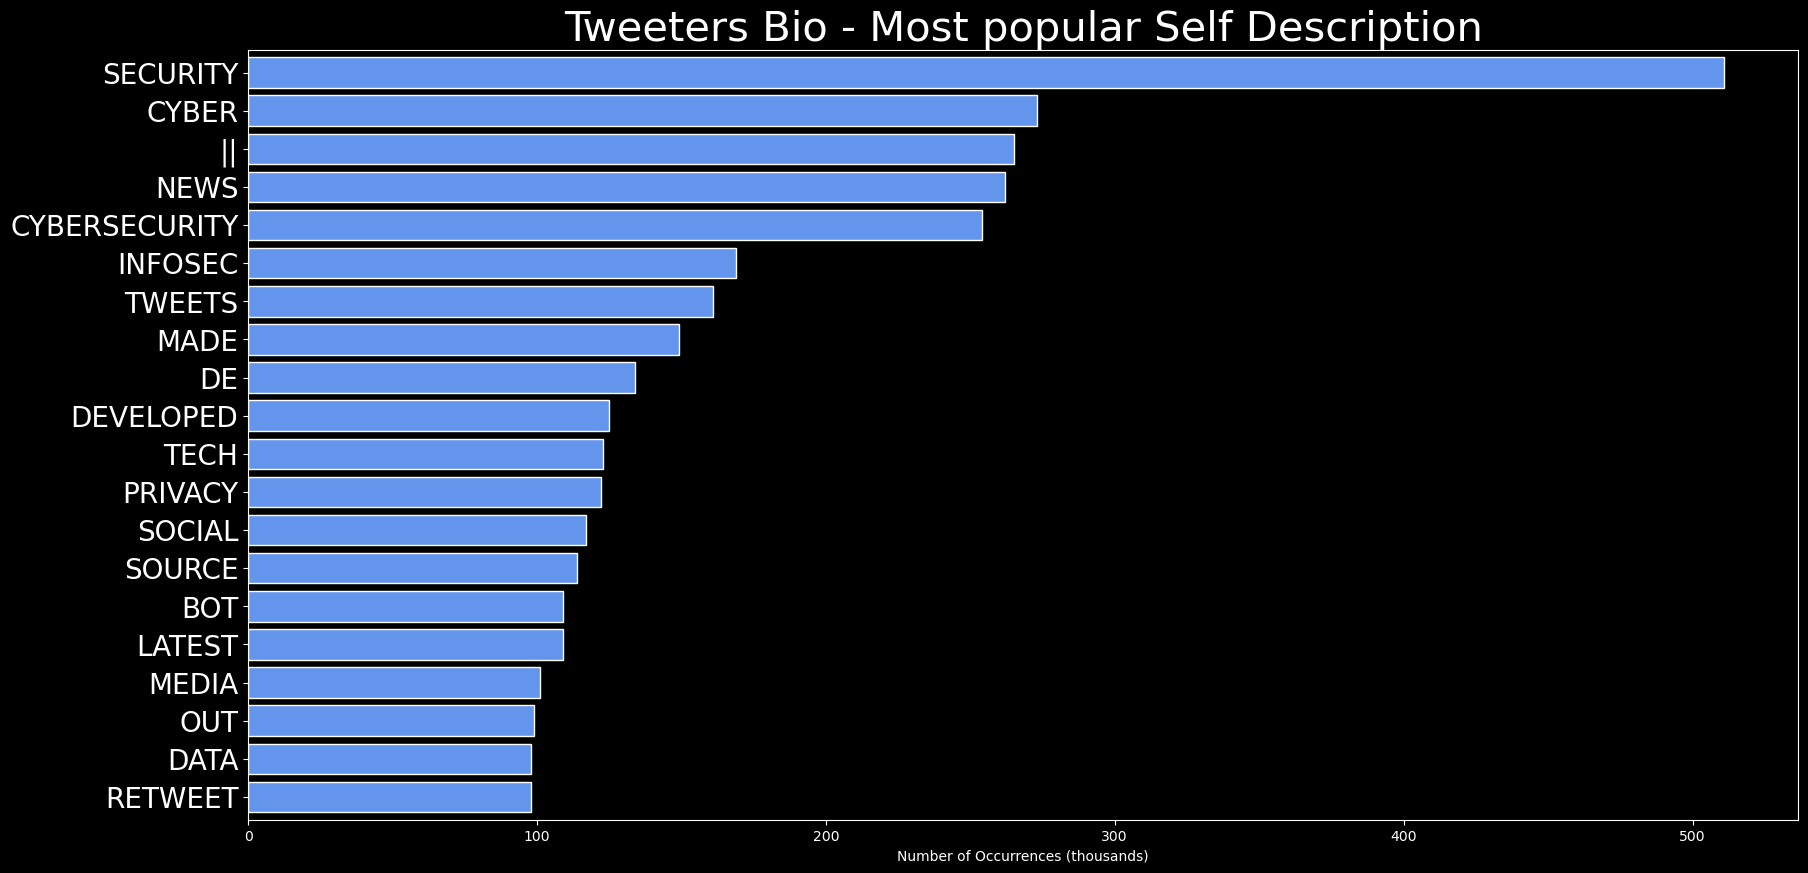 Tweeters Bio - Most popular Self Description
SECURITY
CYBER
||
NEWS
CYBERSECURITY
INFOSEC
TWEETS
MADE
DE
DEVELOPED
TECH
PRIVACY
SOCIAL
SOURCE
BOT
LATEST
MEDIA
OUT
DATA
RETWEET
0 100 200 300 400 500
Number of Occurrences (thousands)